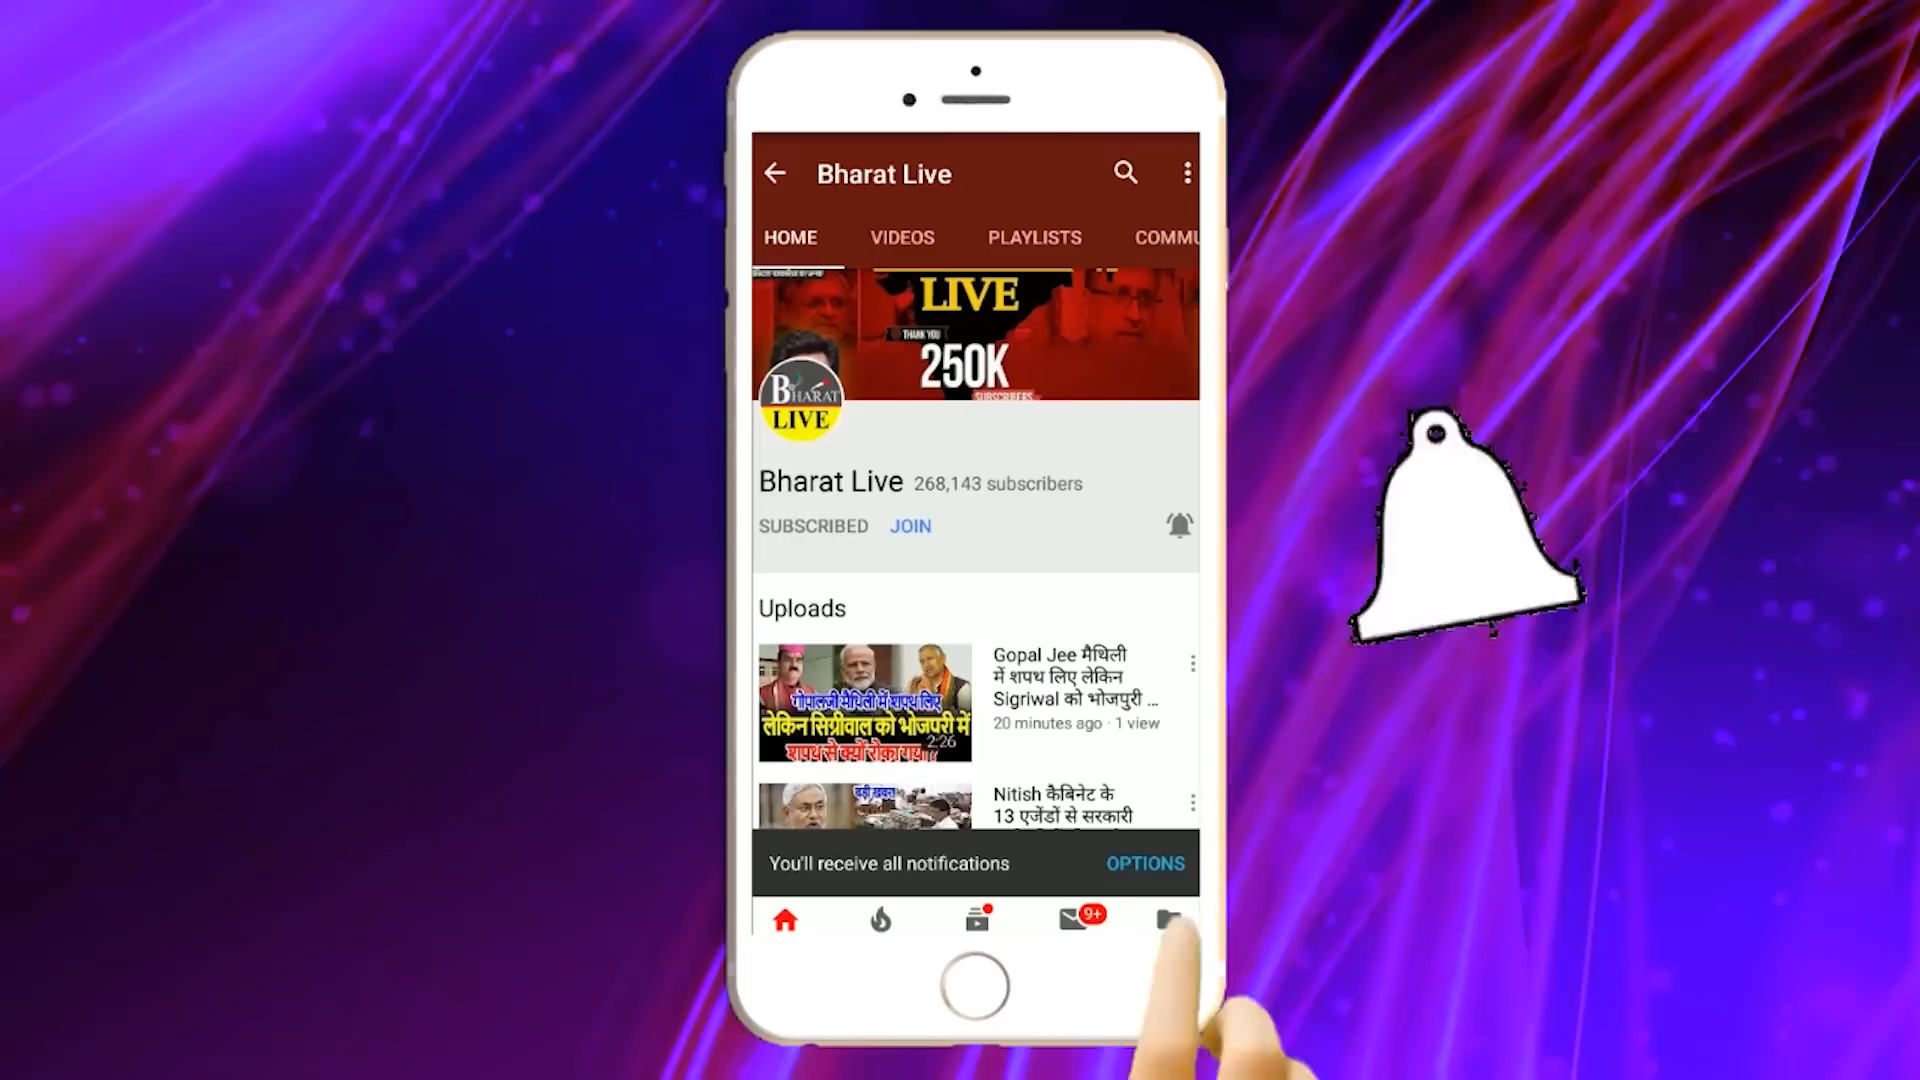 Bharat Live
HOME VIDEOS PLAYLISTS COMMU
LIVE
THANK YOU
250K
SUBSCRIBERS
BHARAT
LIVE
Bharat Live 268,143 subscribers
SUBSCRIBED JOIN
Uploads
गोपालजी मैथिली में शपथ लिए
लेकिन सिग्रीवाल को भोजपुरी में
शपथ से क्यों रोका गया
2:26
Gopal Jee मैथिली
में शपथ लिए लेकिन
Sigriwal को भोजपुरी ...
20 minutes ago · 1 view
बड़ी खबर
Nitish कैबिनेट के
13 एजेंडों से सरकारी
You'll receive all notifications OPTIONS
9+